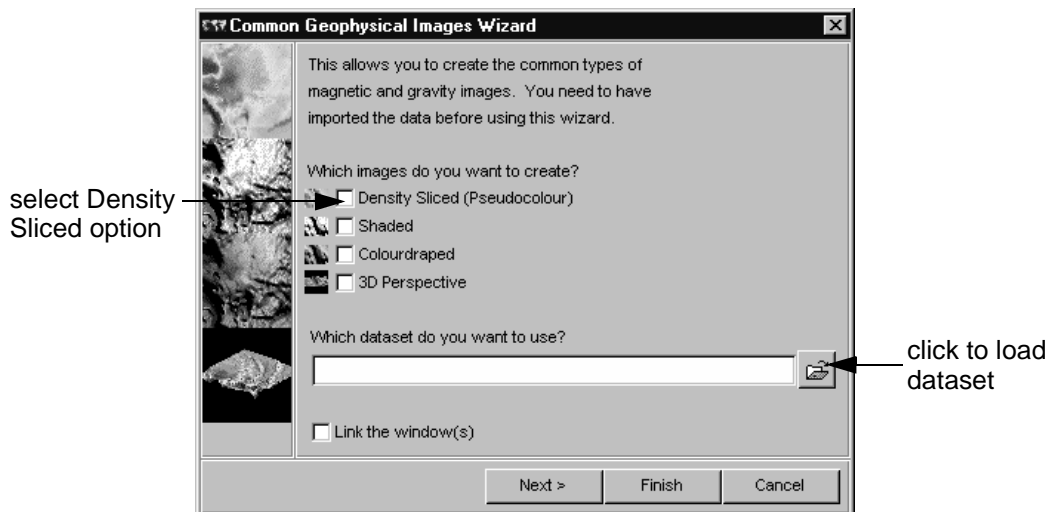 Common Geophysical Images Wizard
This allows you to create the common types of
magnetic and gravity images. You need to have
imported the data before using this wizard.
Which images do you want to create?
select Density
Sliced option
Density Sliced (Pseudocolour)
Shaded
Colourdraped
3D Perspective
Which dataset do you want to use?
click to load
dataset
Link the window(s)
Next >
Finish
Cancel